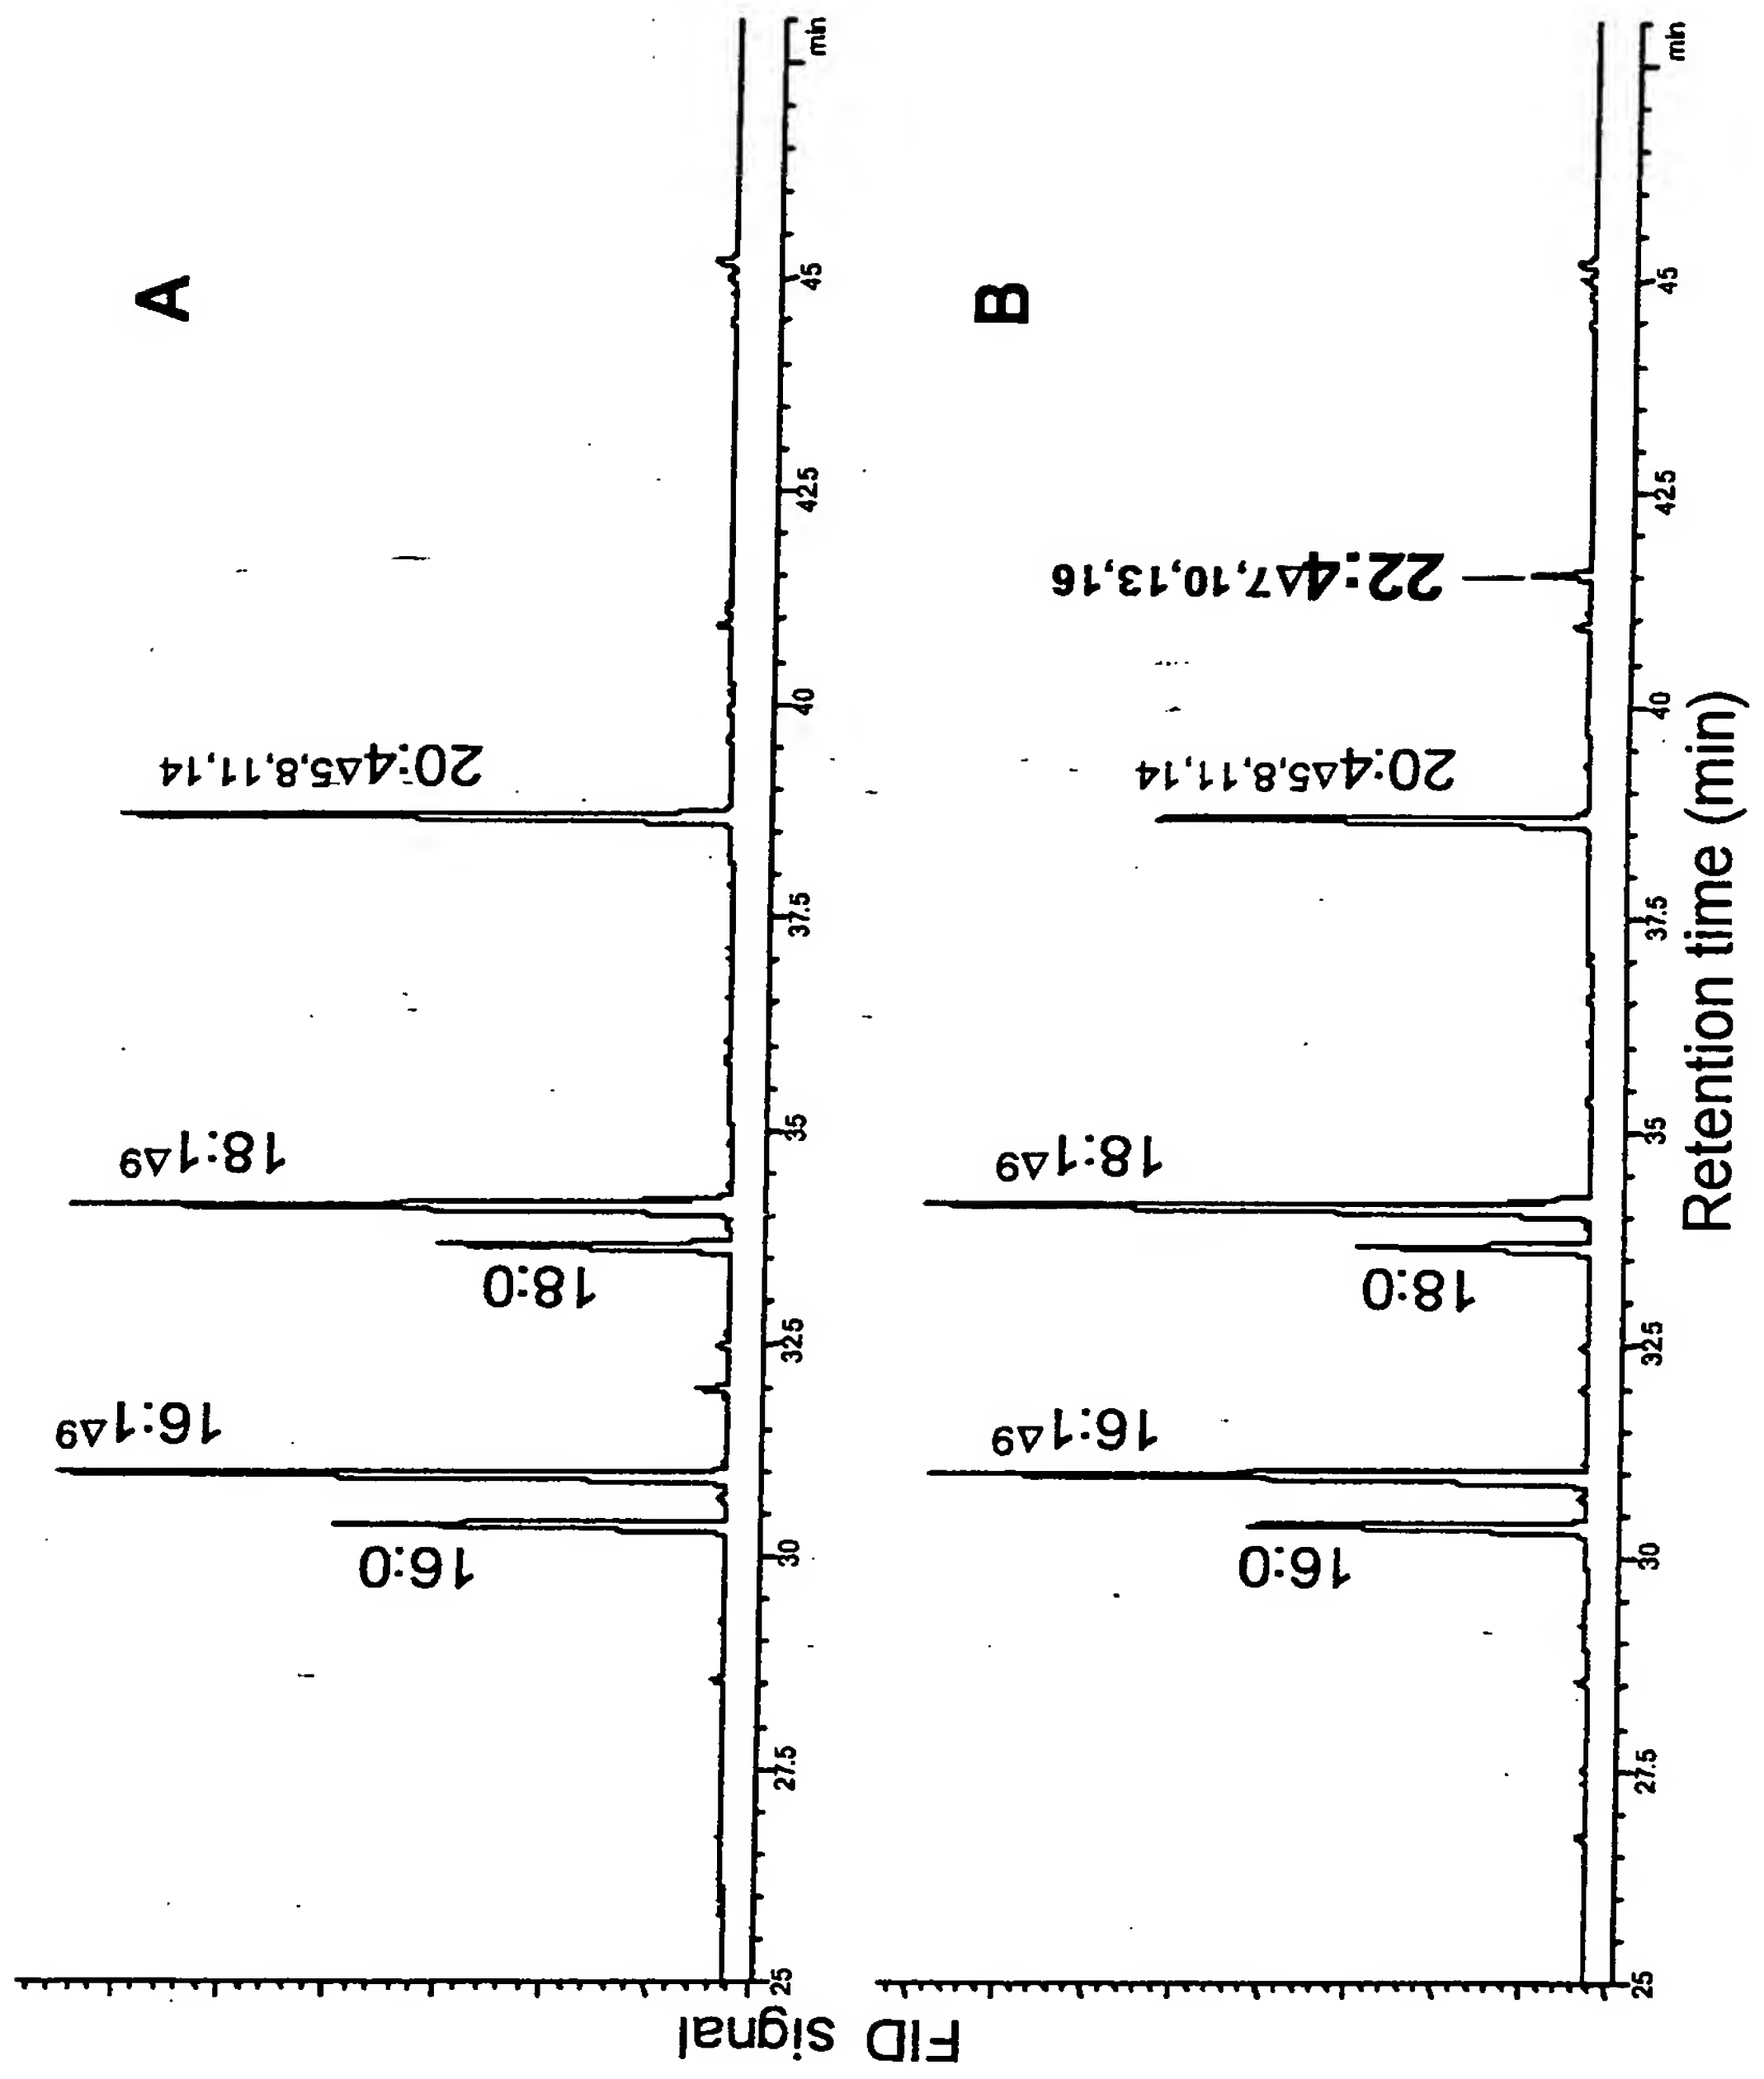 A
FID signal
16:0
16:1Δ9
18:0
18:1Δ9
20:4Δ5,8,11,14
25
27.5
30
32.5
35
37.5
40
42.5
45
min
B
16:0
16:1Δ9
18:0
18:1Δ9
20:4Δ5,8,11,14
22:4Δ7,10,13,16
25
27.5
30
32.5
35
37.5
40
42.5
45
min
Retention time (min)